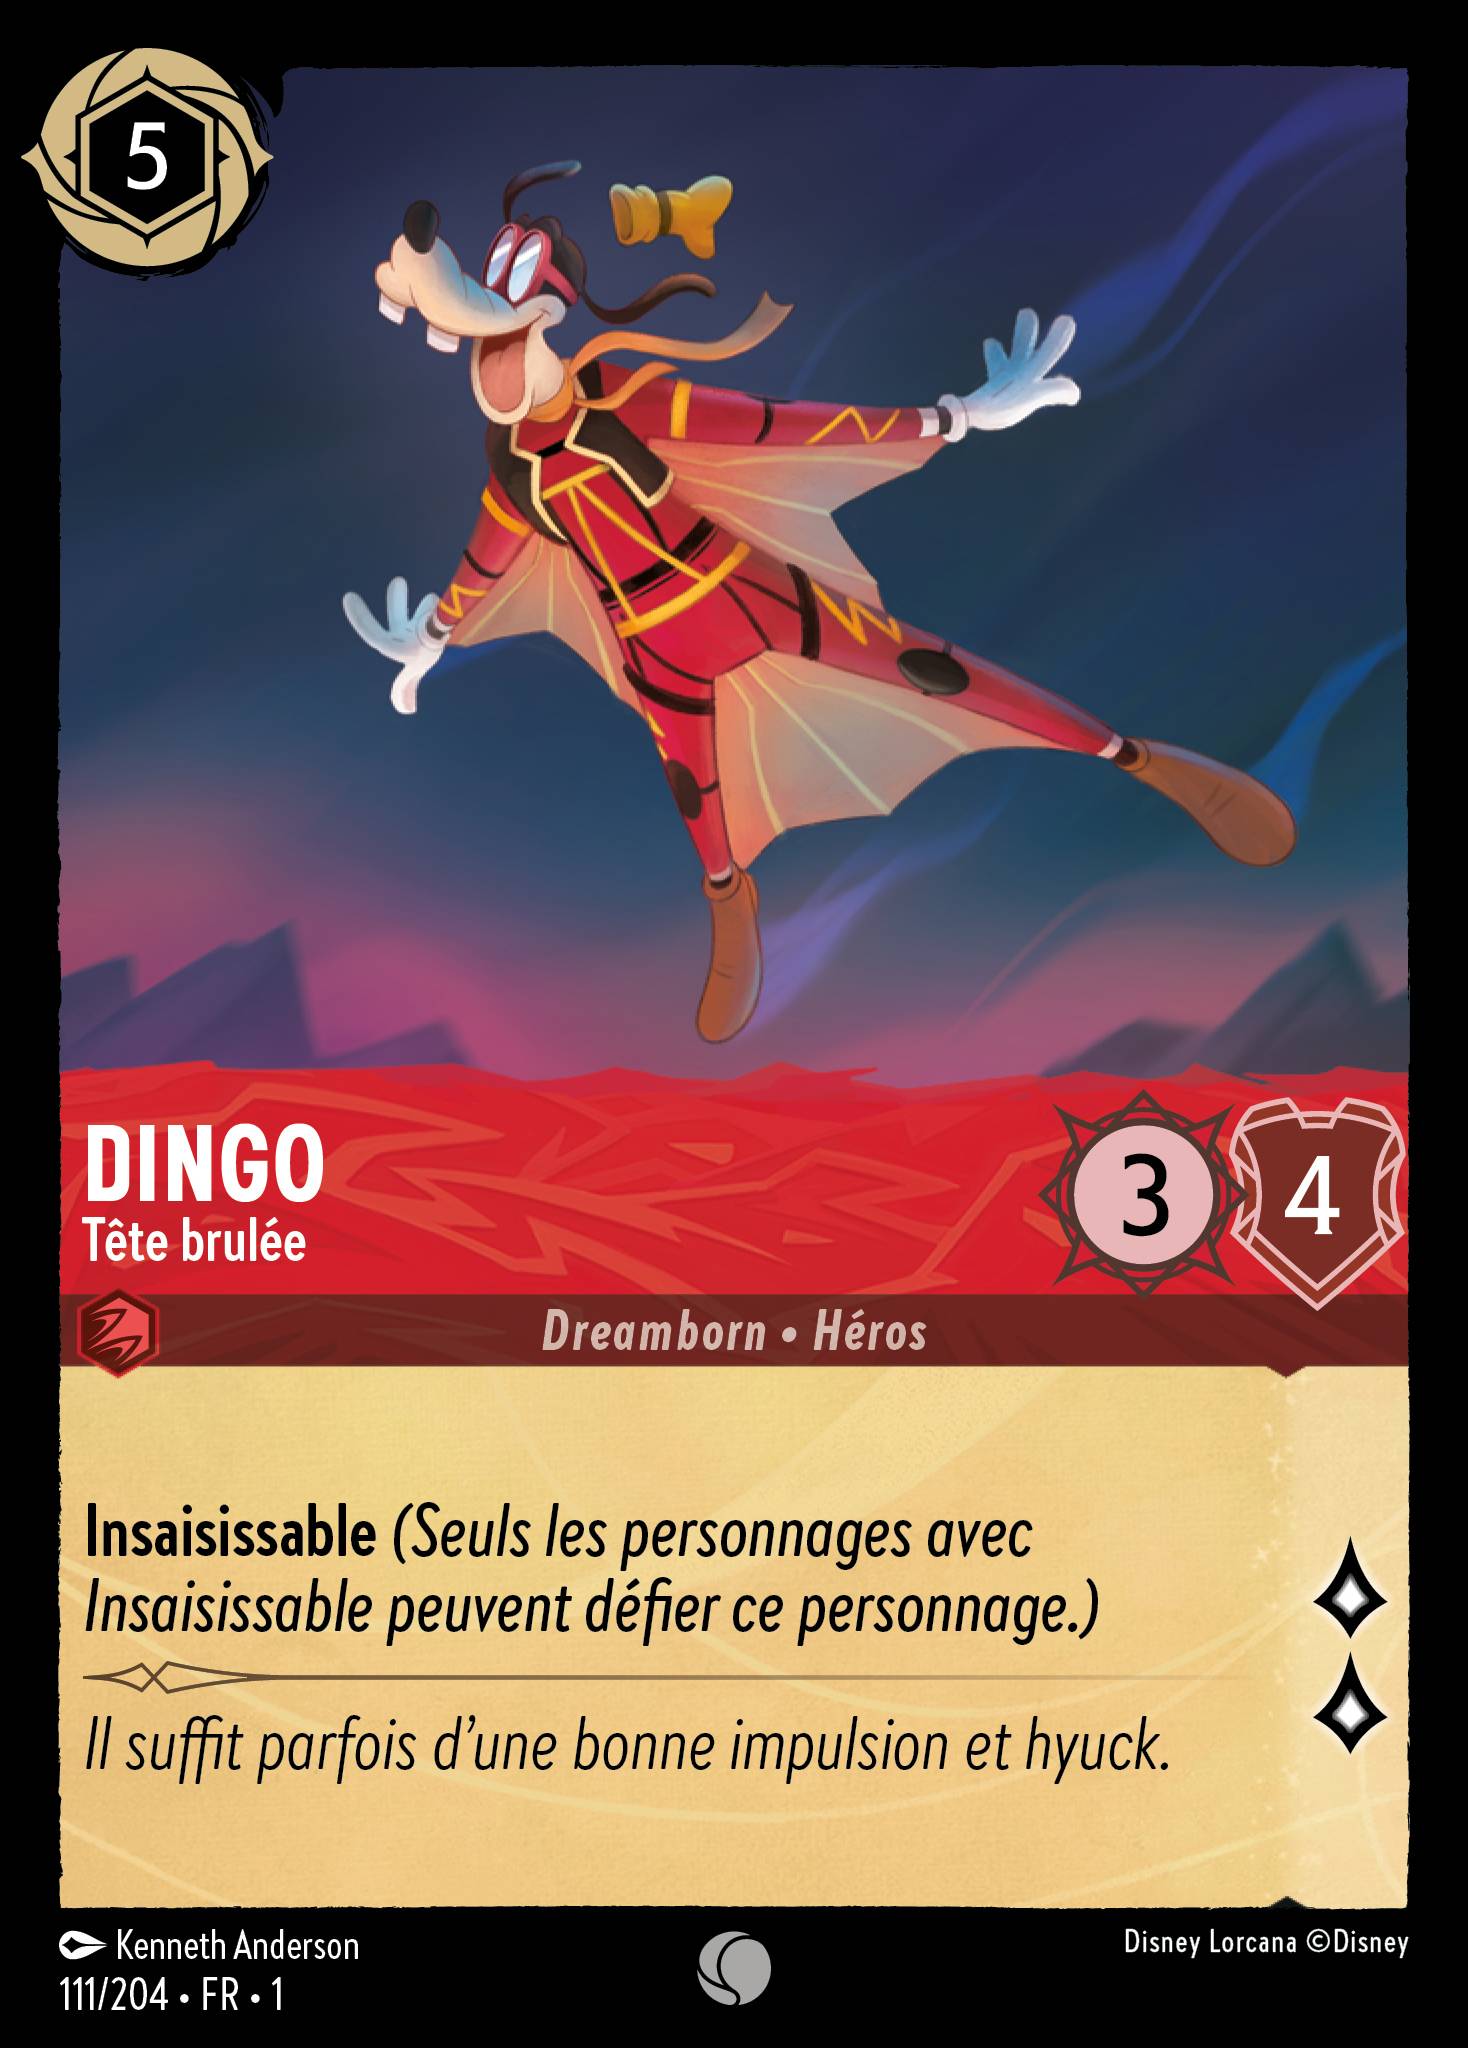 5
DINGO
Tête brulée
3
4
Dreamborn • Héros
Insaisissable (Seuls les personnages avec
Insaisissable peuvent défier ce personnage.)
Il suffit parfois d’une bonne impulsion et hyuck.
Kenneth Anderson
111/204 • FR • 1
Disney Lorcana ©Disney